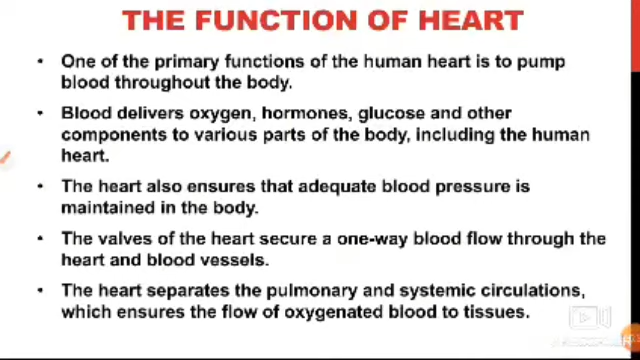 THE FUNCTION OF HEART
• One of the primary functions of the human heart is to pump
blood throughout the body.
• Blood delivers oxygen, hormones, glucose and other
components to various parts of the body, including the human
heart.
• The heart also ensures that adequate blood pressure is
maintained in the body.
• The valves of the heart secure a one-way blood flow through the
heart and blood vessels.
• The heart separates the pulmonary and systemic circulations,
which ensures the flow of oxygenated blood to tissues.